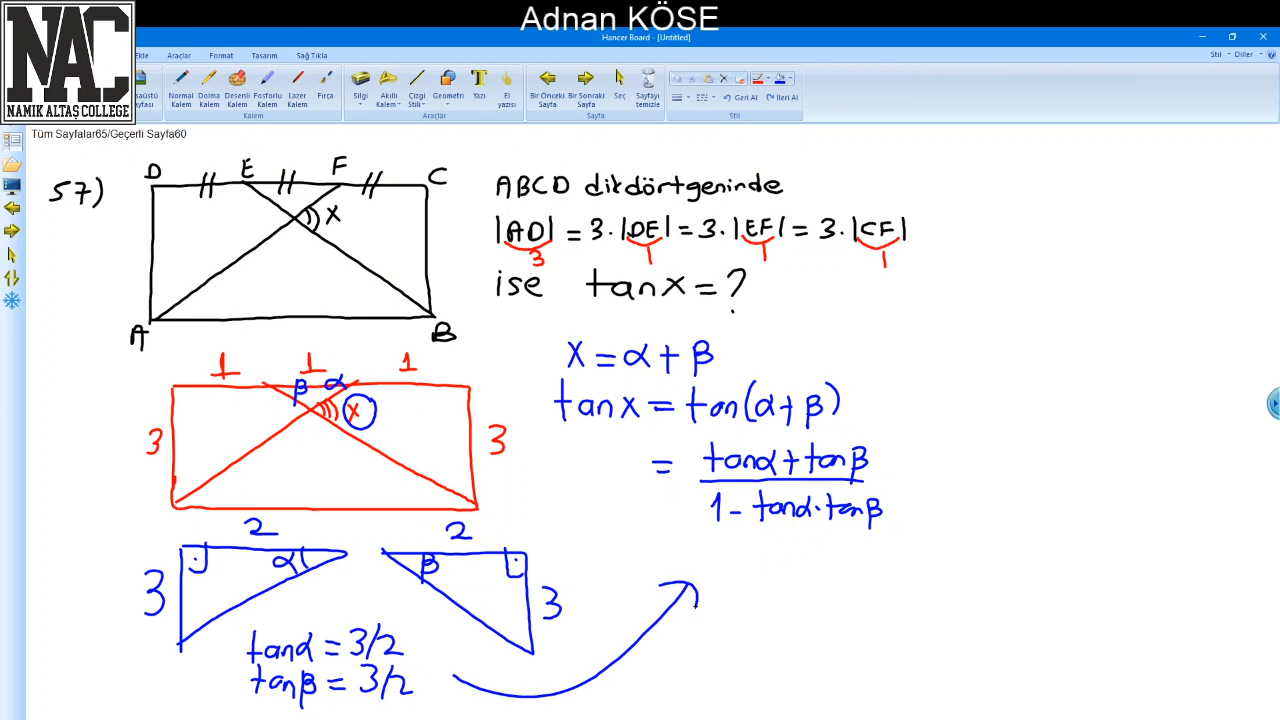 Adnan KÖSE
Hancer Board - [Untitled]
NAC
NAMIK ALTAŞ COLLEGE
Ekle Araçlar Format Tasarım Sağ Tıkla
Stil Diller
Normal Kalem
Dolma Kalem
Desenli Kalem
Fosforlu Kalem
Lazer Kalem
Fırça
Silgi
Akıllı Kalem
Çizgi Stili
Geometri
Yazı
El yazısı
Bir Önceki Sayfa
Bir Sonraki Sayfa
Seç
Sayfayı temizle
Geri Al
İleri Al
Kalem Araçlar Sayfa Stil
Tüm Sayfalar65/Geçerli Sayfa60
57)
D E F C
x
A B
ABCD dikdörtgeninde
|AD| = 3.|DE| = 3.|EF| = 3.|CF|
3 1 1 1
ise tanx = ?
1 1 1
β α
3 x 3
x = α + β
tanx = tan(α + β)
= tanα + tanβ
1 - tanα . tanβ
2 2
3 α β 3
tanα = 3/2
tanβ = 3/2